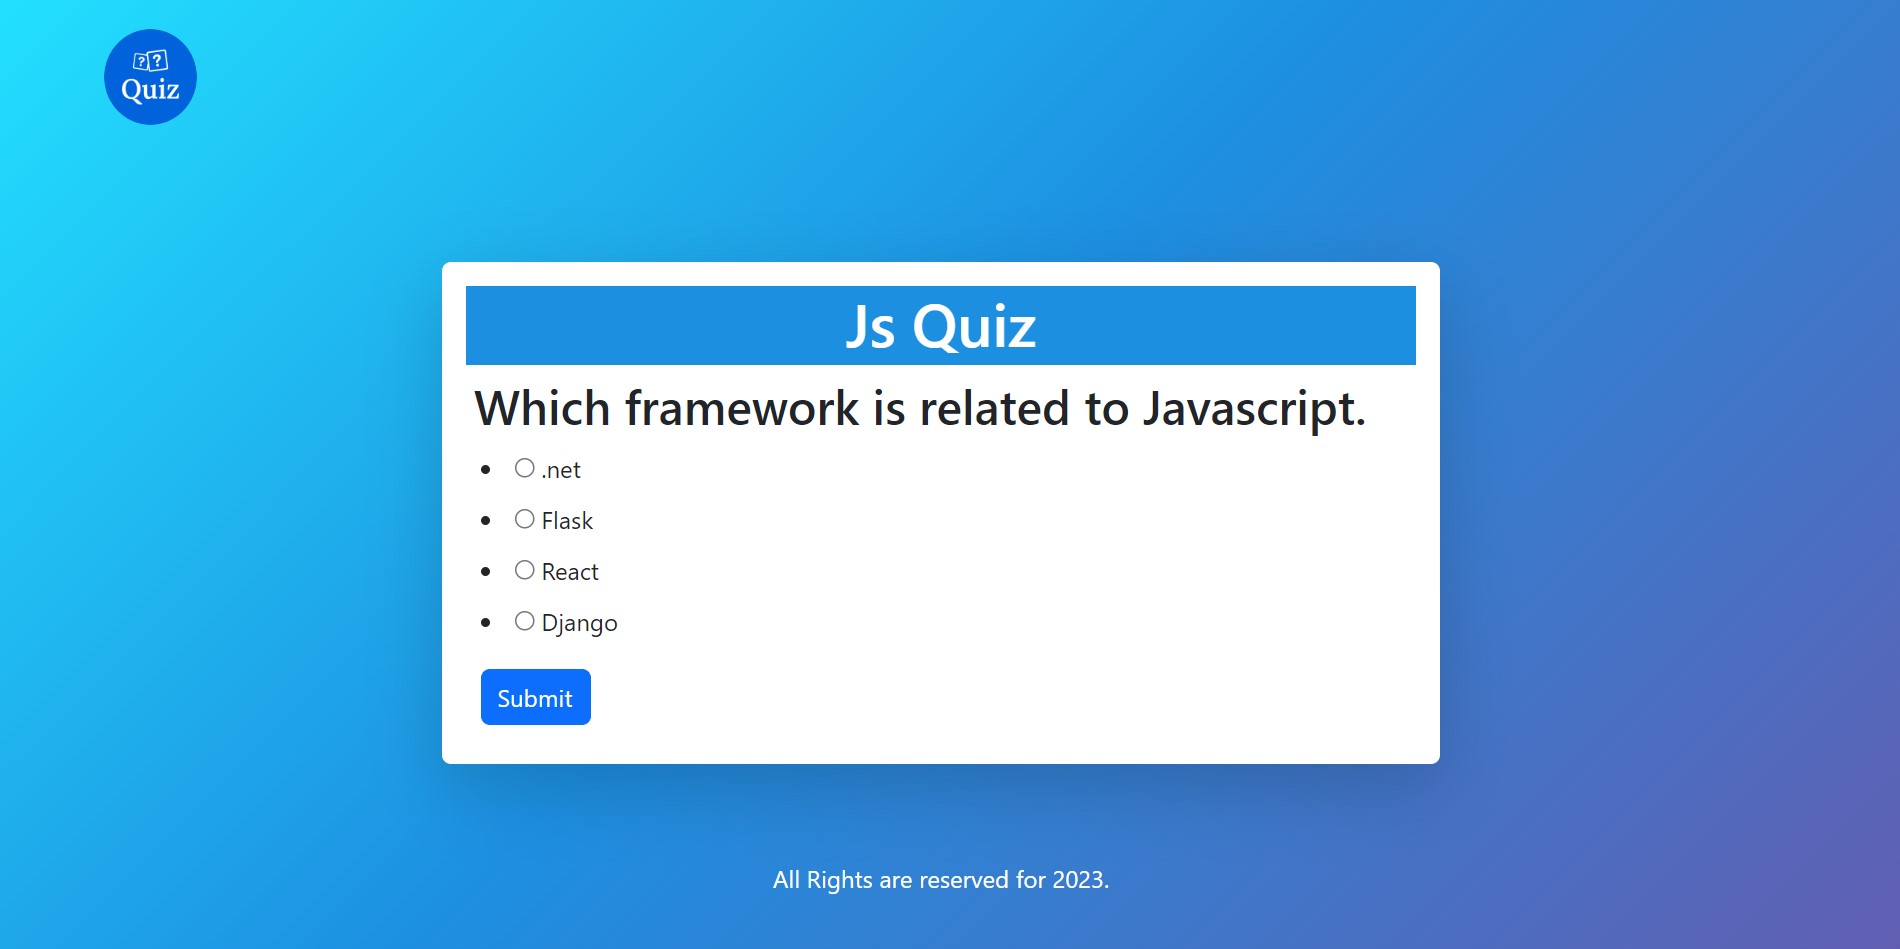 ? ?
Quiz
Js Quiz
Which framework is related to Javascript.
.net
Flask
React
Django
Submit
All Rights are reserved for 2023.